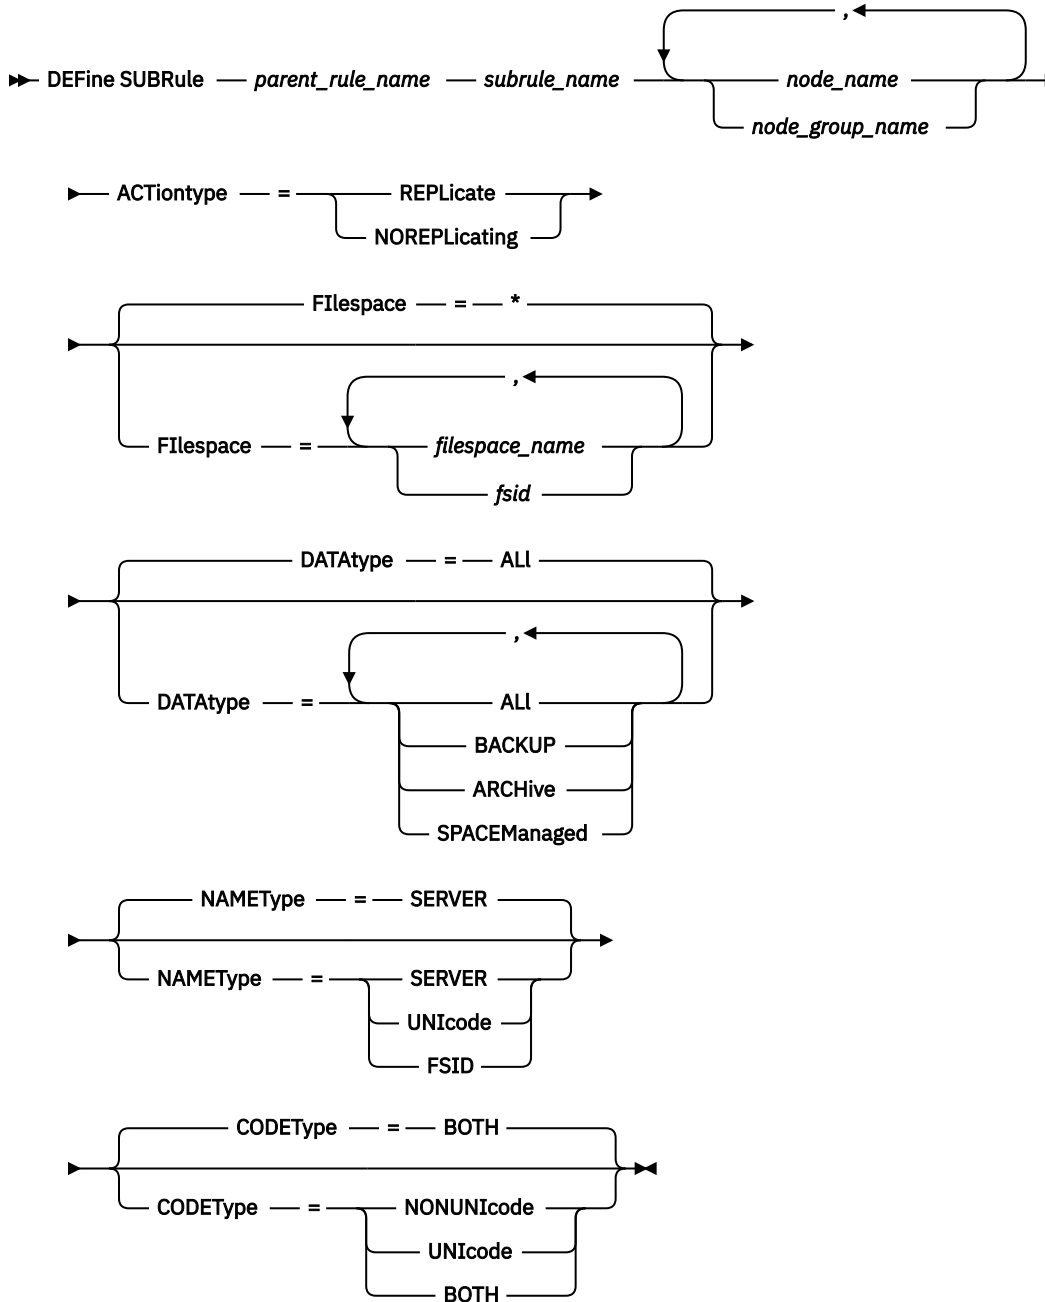 ,
DEFine SUBRule parent_rule_name subrule_name node_name
node_group_name
ACTiontype = REPLicate
NOREPLicating
FIlespace = *
,
FIlespace = filespace_name
fsid
DATAtype = ALl
,
DATAtype = ALl
BACKUP
ARCHive
SPACEManaged
NAMEType = SERVER
NAMEType = SERVER
UNIcode
FSID
CODEType = BOTH
CODEType = NONUNIcode
UNIcode
BOTH